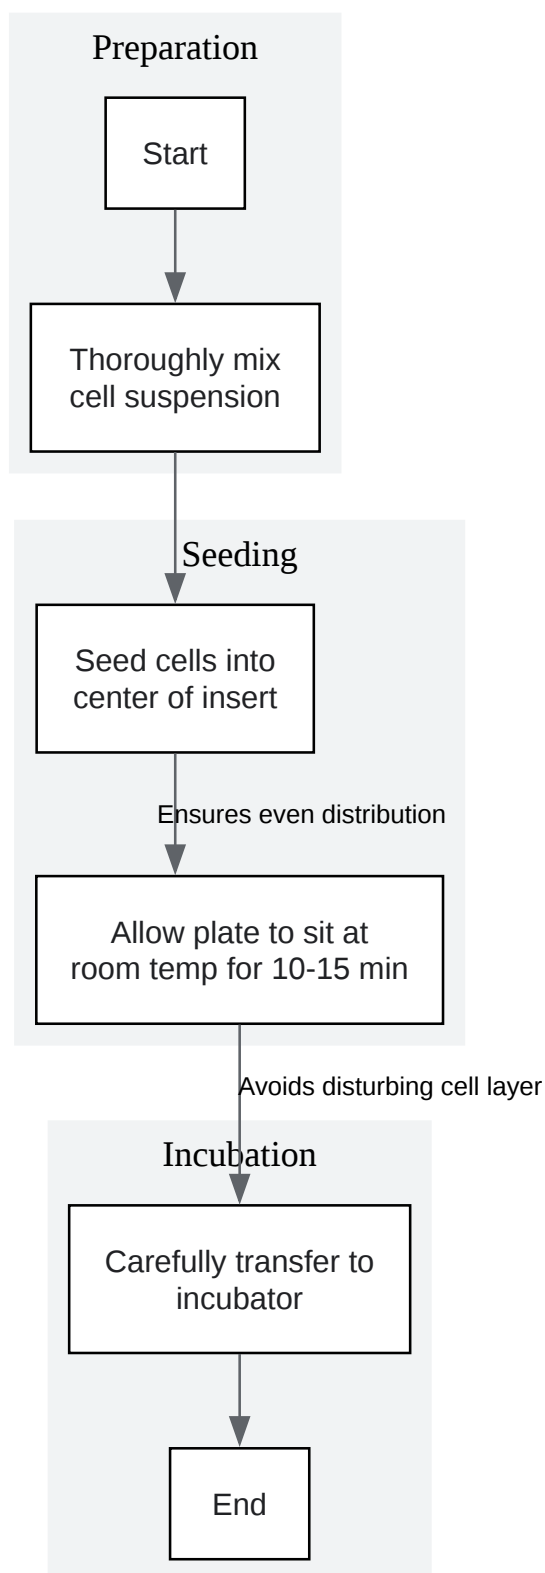 Preparation
Start
Thoroughly mix
cell suspension
Seeding
Seed cells into
center of insert
Ensures even distribution
Allow plate to sit at
room temp for 10-15 min
Avoids disturbing cell layer
Incubation
Carefully transfer to
incubator
End